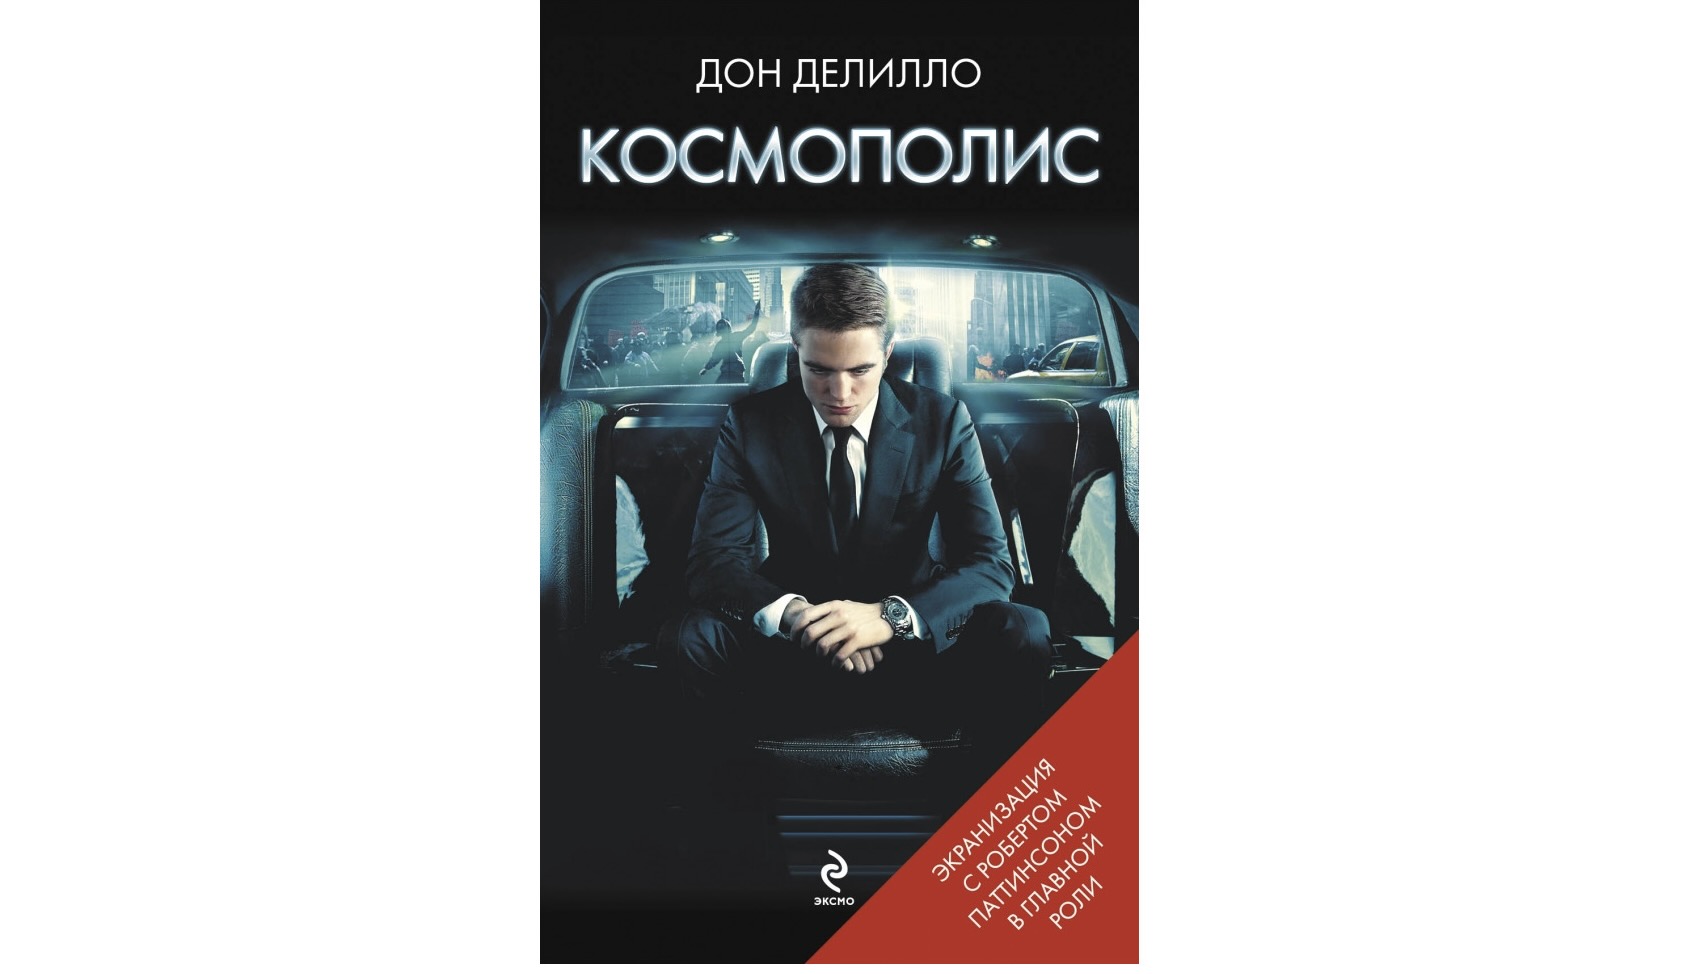 ДОН ДЕЛИЛЛО
КОСМОПОЛИС
ЭКРАНИЗАЦИЯ
С РОБЕРТОМ
ПАТТИНСОНОМ
В ГЛАВНОЙ
РОЛИ
ЭКСМО